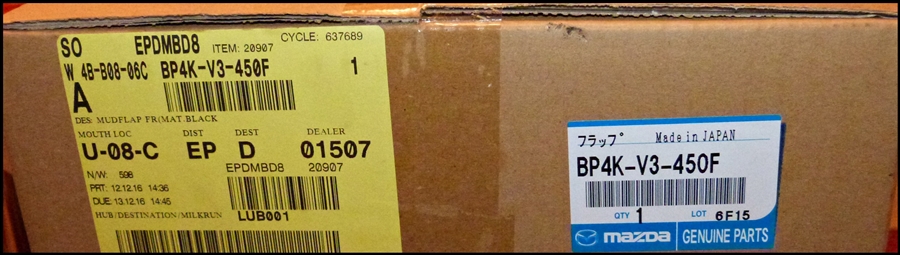 SO EPDMBD8 ITEM: 20907 CYCLE: 637689
W 4B-B08-06C BP4K-V3-450F 1
A
DES: MUDFLAP FR(MAT.BLACK
MOUTH LOC DIST DEST DEALER
U-08-C EP D 01507
EPDMBD8 20907
N/W: 598
PRT: 12.12.16 14:36
DUE: 13.12.16 14:45
HUB/DESTINATION/MILKRUN LUB001
フラップ Made in JAPAN
BP4K-V3-450F
QTY 1 LOT 6F15
mazda GENUINE PARTS